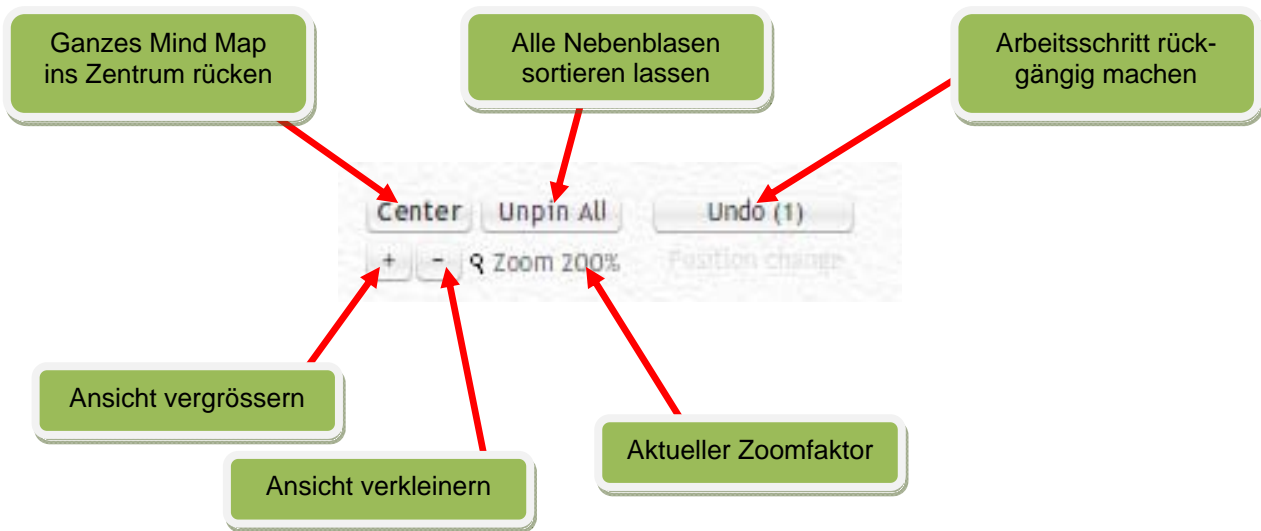 Ganzes Mind Map
ins Zentrum rücken
Alle Nebenblasen
sortieren lassen
Arbeitsschritt rück-
gängig machen
Center
Unpin All
Undo (1)
+
-
Zoom 200%
Position change
Ansicht vergrössern
Aktueller Zoomfaktor
Ansicht verkleinern